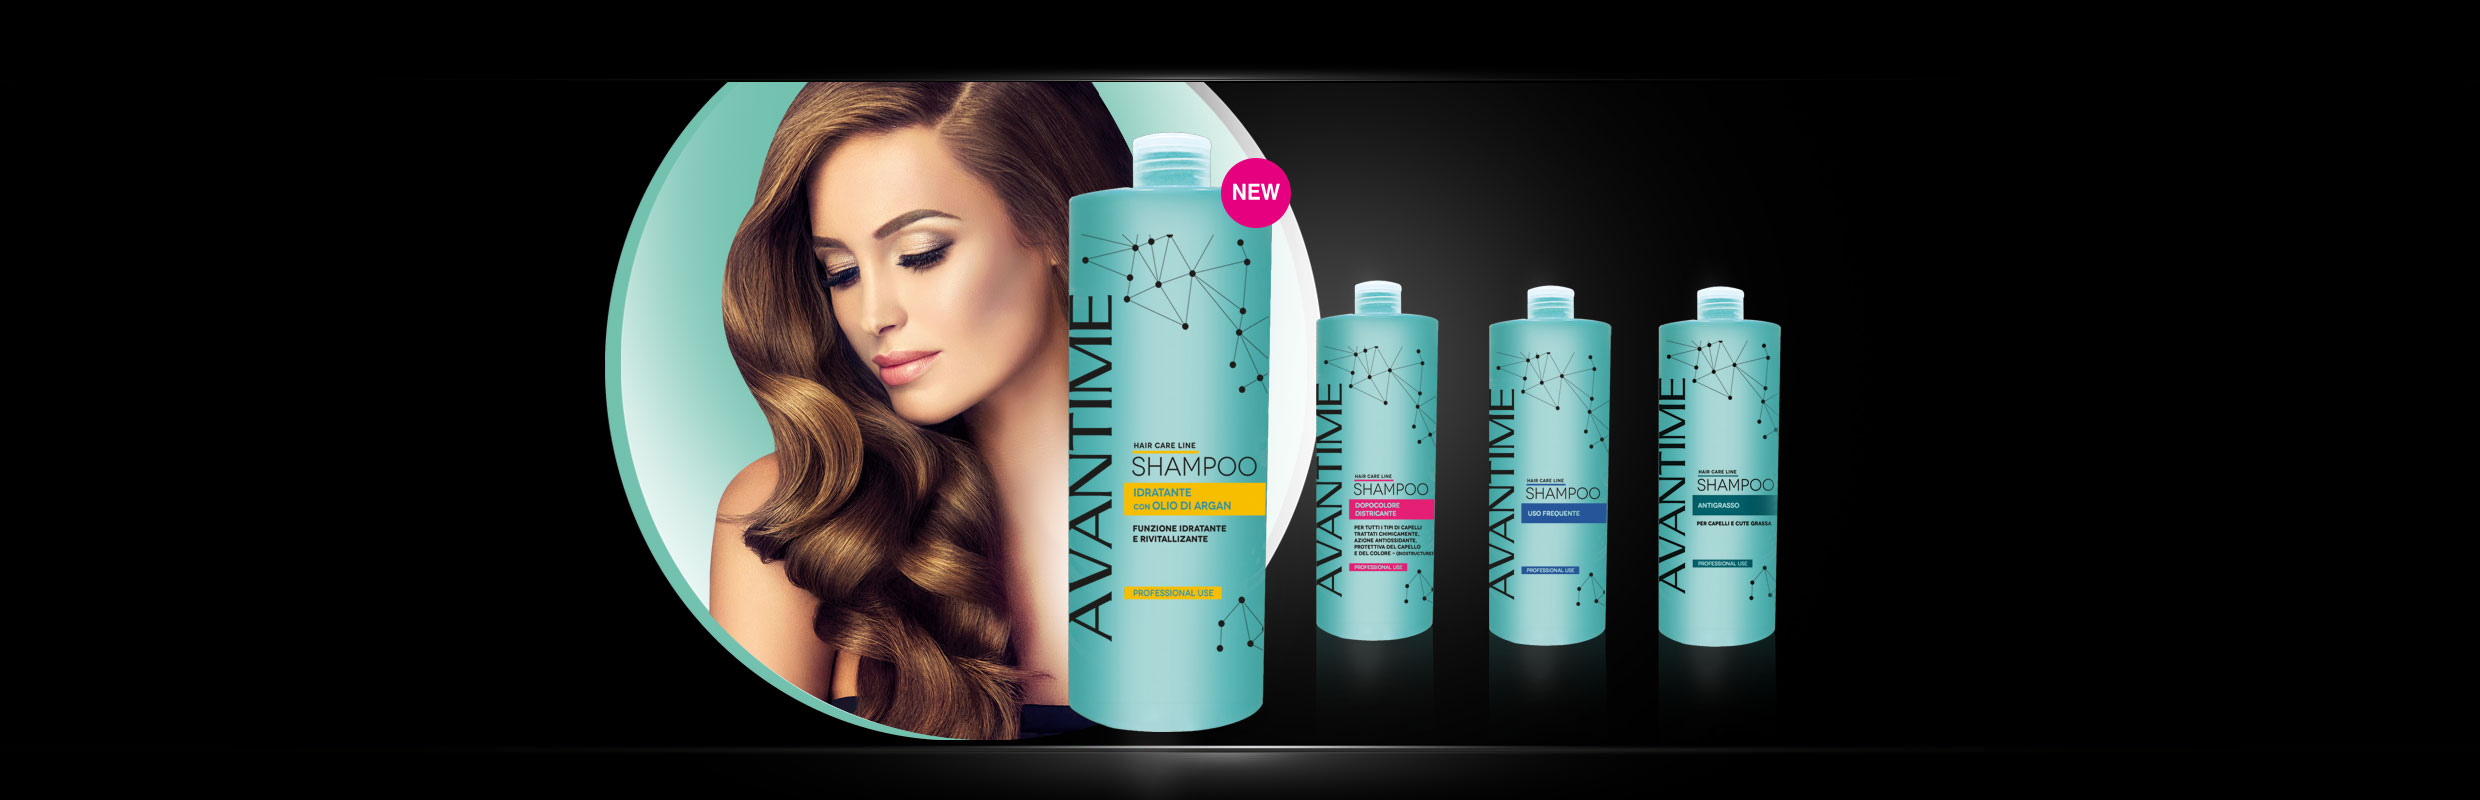 NEW
AVANTIME
HAIR CARE LINE
SHAMPOO
IDRATANTE
CON OLIO DI ARGAN
FUNZIONE IDRATANTE
E RIVITALLIZANTE
PROFESSIONAL USE
AVANTIME
HAIR CARE LINE
SHAMPOO
DOPOCOLORE
DISTRICANTE
PER TUTTI I TIPI DI CAPELLI
TRATTATI CHIMICAMENTE,
AZIONE ANTIOSSIDANTE,
PROTETTIVA DEL CAPELLO
E DEL COLORE – (BIOSTRUCTURE)
PROFESSIONAL USE
AVANTIME
HAIR CARE LINE
SHAMPOO
USO FREQUENTE
PROFESSIONAL USE
AVANTIME
HAIR CARE LINE
SHAMPOO
ANTIGRASSO
PER CAPELLI E CUTE GRASSA
PROFESSIONAL USE